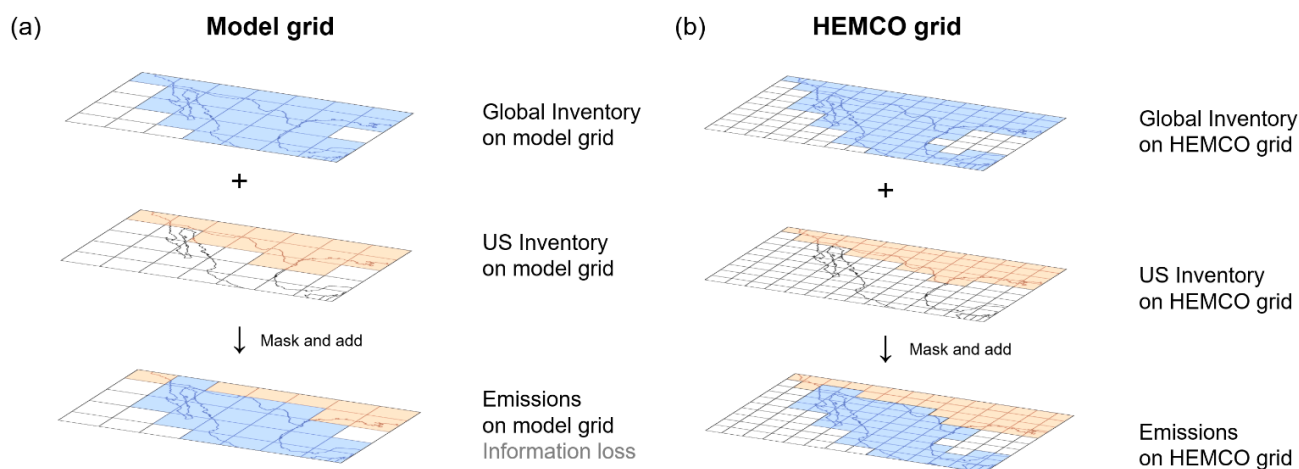 (a)
Model grid
Global Inventory
on model grid
+
US Inventory
on model grid
↓ Mask and add
Emissions
on model grid
Information loss
(b)
HEMCO grid
Global Inventory
on HEMCO grid
+
US Inventory
on HEMCO grid
↓ Mask and add
Emissions
on HEMCO grid